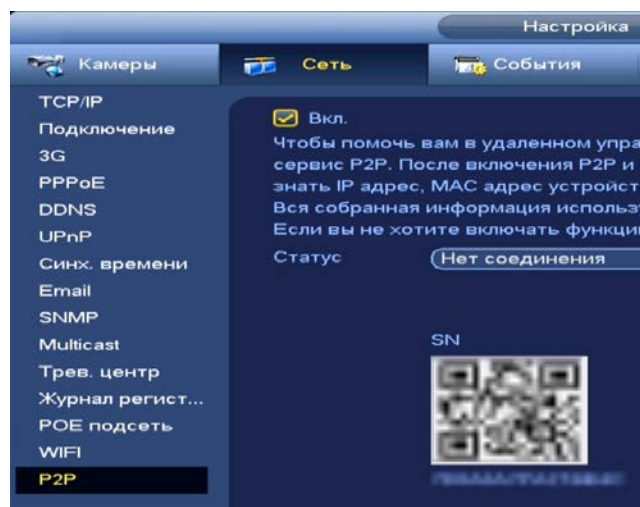 Настройка
Камеры
Сеть
События
TCP/IP
Подключение
3G
PPPoE
DDNS
UPnP
Синх. времени
Email
SNMP
Multicast
Трев. центр
Журнал регист...
POE подсеть
WIFI
P2P
Вкл.
Чтобы помочь вам в удаленном упра
сервис P2P. После включения P2P и
знать IP адрес, MAC адрес устройст
Вся собранная информация использ
Если вы не хотите включать функци
Статус
Нет соединения
SN